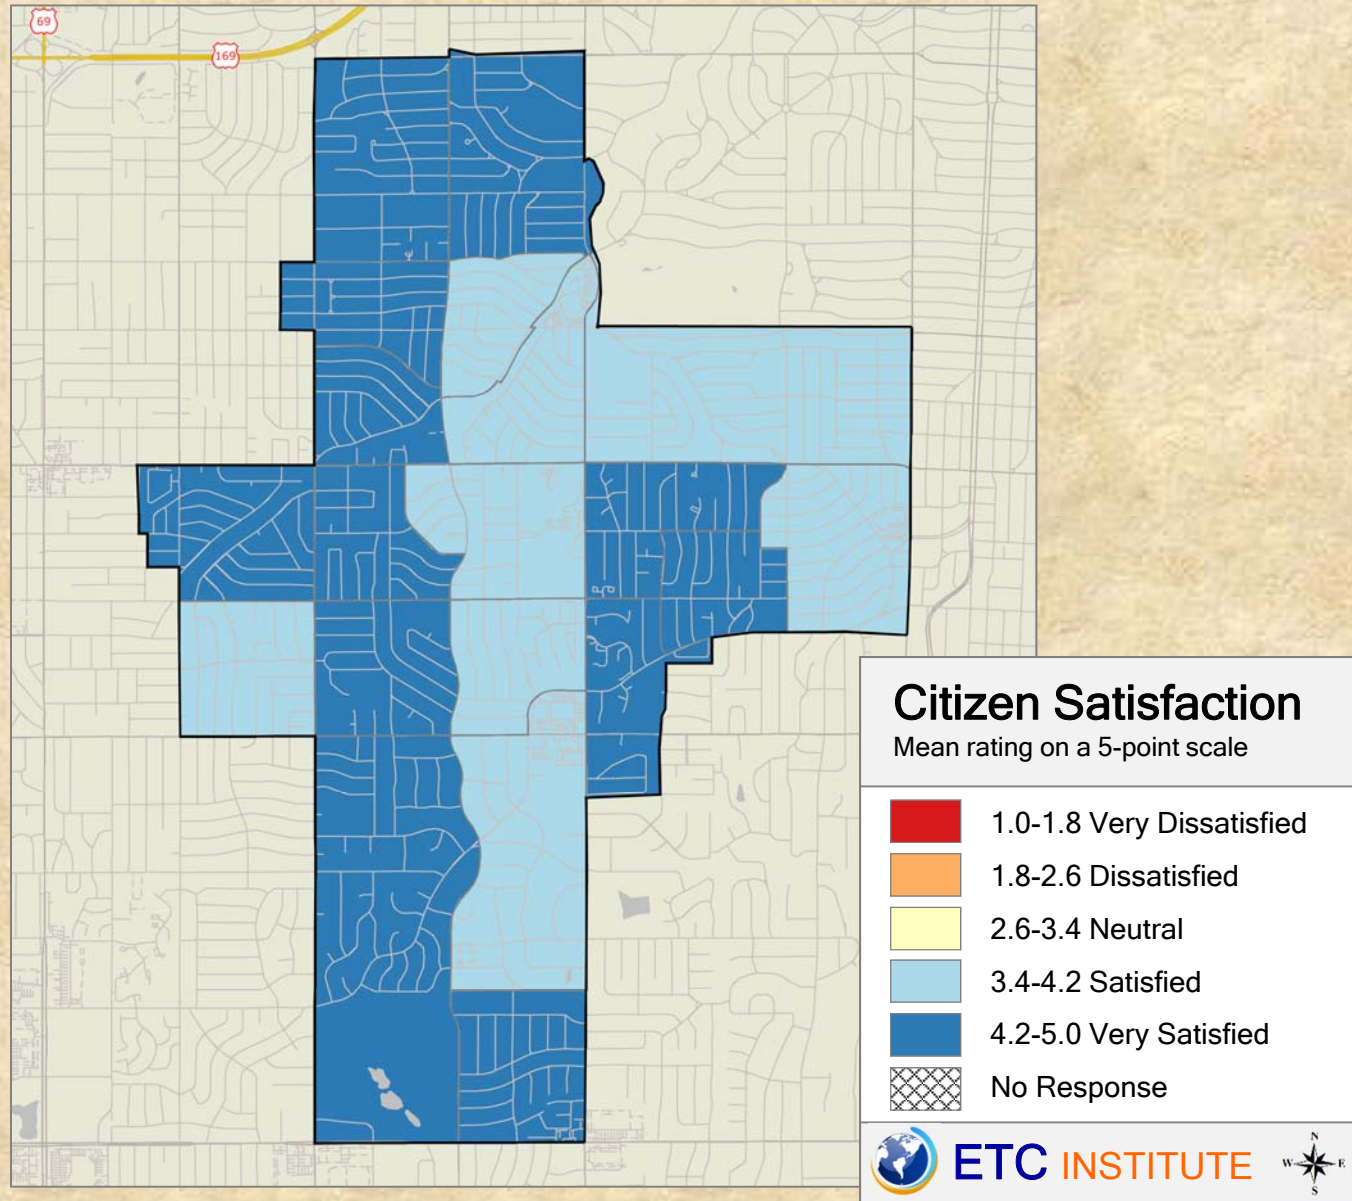 69
169
Citizen Satisfaction
Mean rating on a 5-point scale
1.0-1.8 Very Dissatisfied
1.8-2.6 Dissatisfied
2.6-3.4 Neutral
3.4-4.2 Satisfied
4.2-5.0 Very Satisfied
No Response
ETC INSTITUTE
N
W E
S